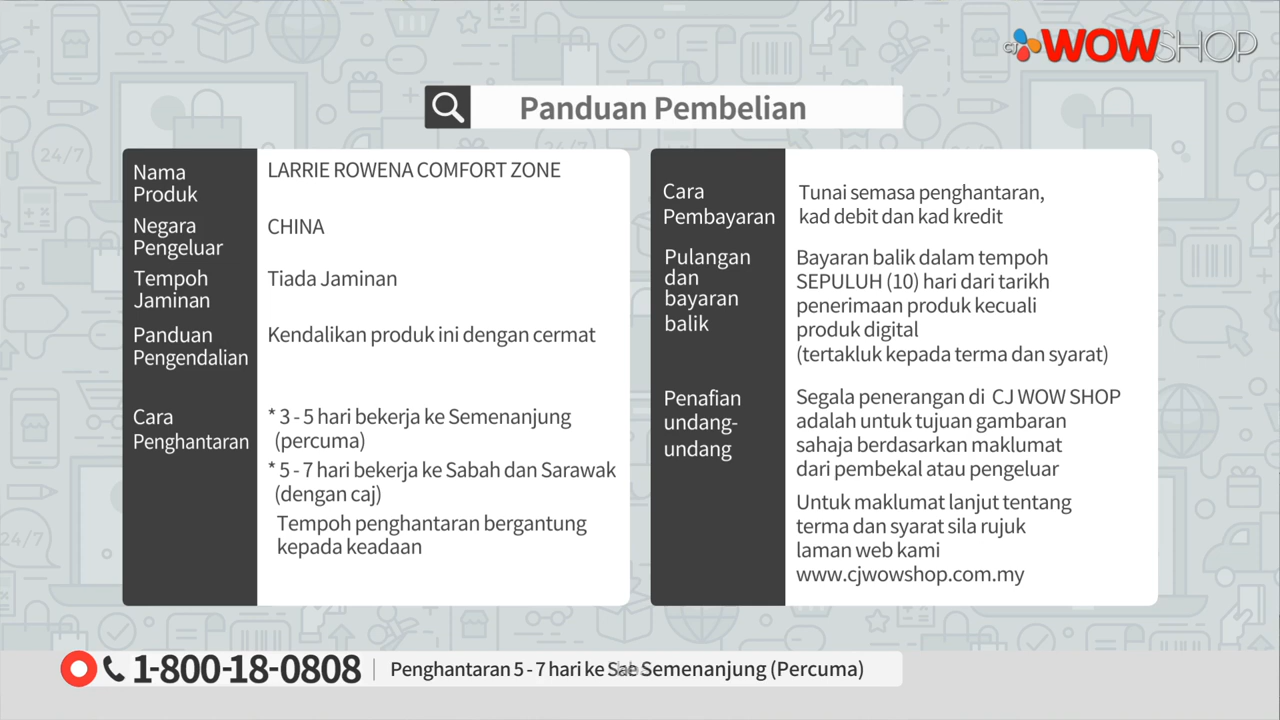 CJ WOWSHOP
Panduan Pembelian
Nama
Produk
LARRIE ROWENA COMFORT ZONE
Negara
Pengeluar
CHINA
Tempoh
Jaminan
Tiada Jaminan
Panduan
Pengendalian
Kendalikan produk ini dengan cermat
Cara
Penghantaran
* 3 - 5 hari bekerja ke Semenanjung
(percuma)
* 5 - 7 hari bekerja ke Sabah dan Sarawak
(dengan caj)
Tempoh penghantaran bergantung
kepada keadaan
Cara
Pembayaran
Tunai semasa penghantaran,
kad debit dan kad kredit
Pulangan
dan
bayaran
balik
Bayaran balik dalam tempoh
SEPULUH (10) hari dari tarikh
penerimaan produk kecuali
produk digital
(tertakluk kepada terma dan syarat)
Penafian
undang-
undang
Segala penerangan di CJ WOW SHOP
adalah untuk tujuan gambaran
sahaja berdasarkan maklumat
dari pembekal atau pengeluar
Untuk maklumat lanjut tentang
terma dan syarat sila rujuk
laman web kami
www.cjwowshop.com.my
1-800-18-0808
Penghantaran 5 - 7 hari ke Semenanjung (Percuma)
24/7
24/7